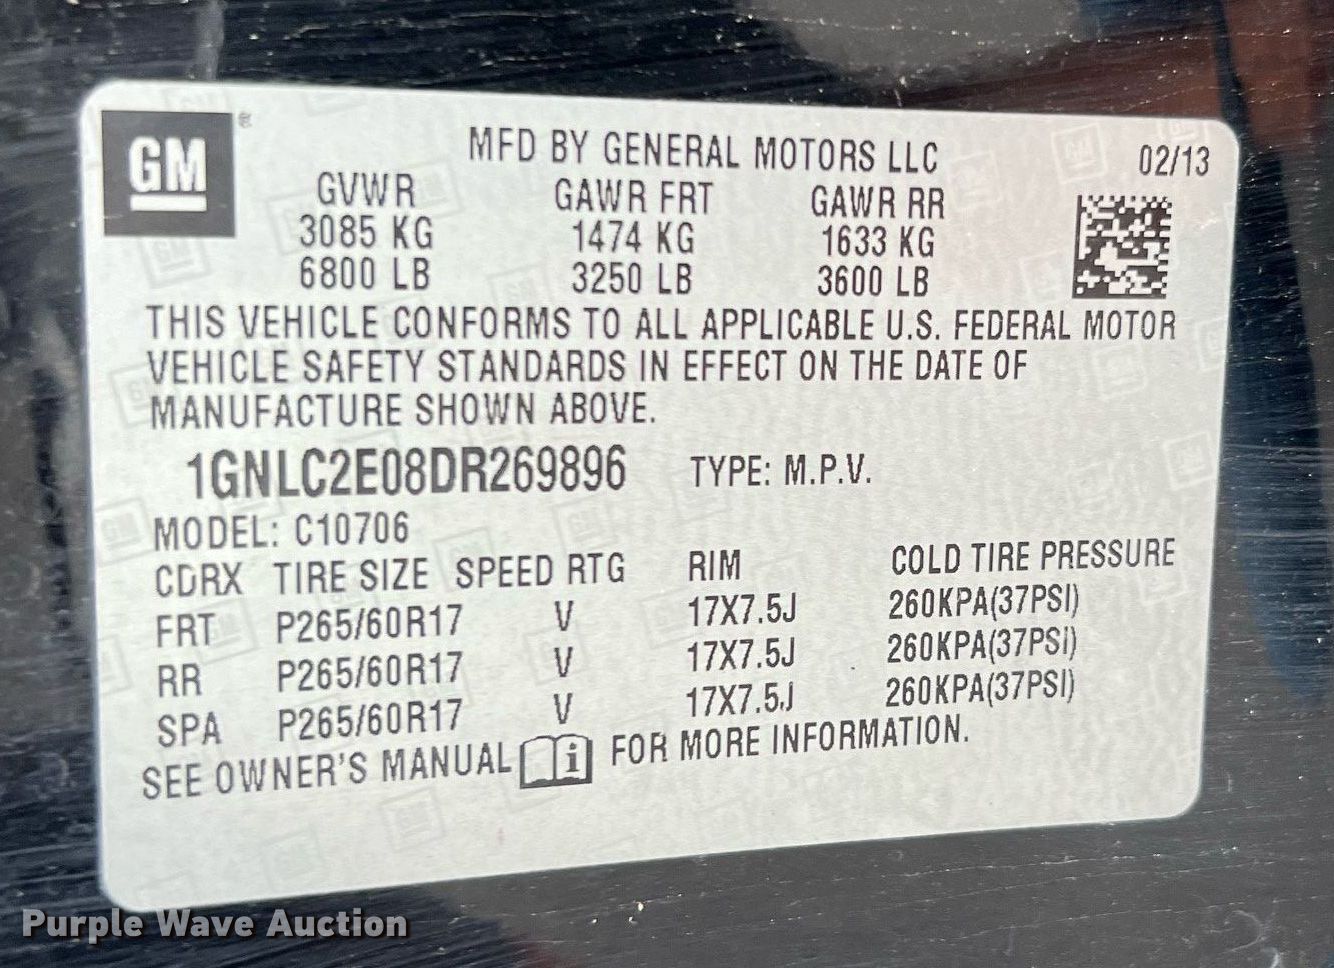 GM®
MFD BY GENERAL MOTORS LLC 02/13
GVWR GAWR FRT GAWR RR
3085 KG 1474 KG 1633 KG
6800 LB 3250 LB 3600 LB
THIS VEHICLE CONFORMS TO ALL APPLICABLE U.S. FEDERAL MOTOR
VEHICLE SAFETY STANDARDS IN EFFECT ON THE DATE OF
MANUFACTURE SHOWN ABOVE.
1GNLC2E08DR269896 TYPE: M.P.V.
MODEL: C10706
CDRX TIRE SIZE SPEED RTG RIM COLD TIRE PRESSURE
FRT P265/60R17 V 17X7.5J 260KPA(37PSI)
RR P265/60R17 V 17X7.5J 260KPA(37PSI)
SPA P265/60R17 V 17X7.5J 260KPA(37PSI)
SEE OWNER'S MANUAL i FOR MORE INFORMATION.
Purple Wave Auction